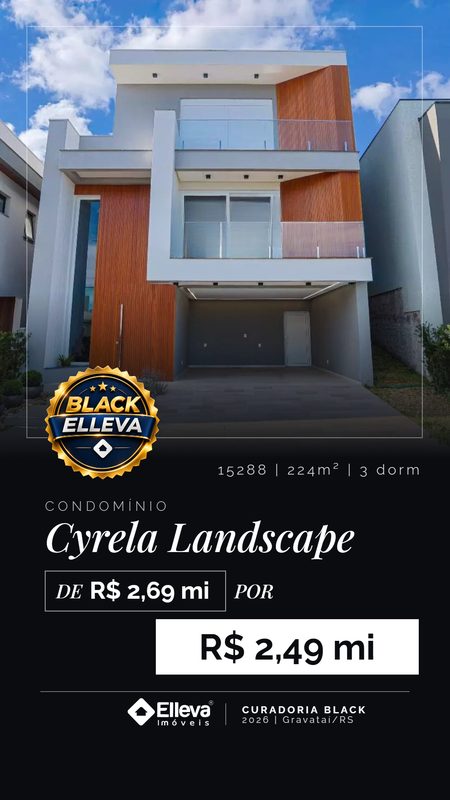 BLACK
ELLEVA
15288 | 224m² | 3 dorm
CONDOMÍNIO
Cyrela Landscape
DE R$ 2,69 mi POR
R$ 2,49 mi
Elleva
Imóveis
CURADORIA BLACK
2026 | Gravataí/RS